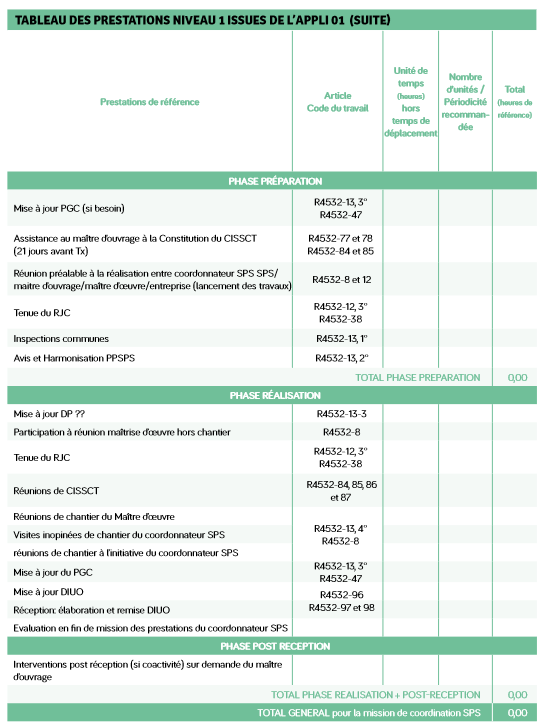 TABLEAU DES PRESTATIONS NIVEAU 1 ISSUES DE L'APPLI 01 (SUITE)
Prestations de référence
Article
Code du travail
Unité de
temps
(heures)
hors
temps de
déplacement
Nombre
d'unités /
Périodicité
recomman-
dée
Total
(heures de
référence)
PHASE PRÉPARATION
Mise à jour PGC (si besoin)
R4532-13, 3°
R4532-47
Assistance au maître d'ouvrage à la Constitution du CISSCT
(21 jours avant Tx)
R4532-77 et 78
R4532-84 et 85
Réunion préalable à la réalisation entre coordonnateur SPS SPS/
maitre d'ouvrage/maître d'œuvre/entreprise (lancement des travaux)
R4532-8 et 12
Tenue du RJC
R4532-12, 3°
R4532-38
Inspections communes
R4532-13, 1°
Avis et Harmonisation PPSPS
R4532-13, 2°
TOTAL PHASE PREPARATION 0,00
PHASE RÉALISATION
Mise à jour DP ??
R4532-13-3
Participation à réunion maîtrise d'œuvre hors chantier
R4532-8
Tenue du RJC
R4532-12, 3°
R4532-38
Réunions de CISSCT
R4532-84, 85, 86
et 87
Réunions de chantier du Maître d'œuvre
Visites inopinées de chantier du coordonnateur SPS
réunions de chantier à l'initiative du coordonnateur SPS
R4532-13, 4°
R4532-8
Mise à jour du PGC
R4532-13, 3°
R4532-47
Mise à jour DIUO
R4532-96
Réception: élaboration et remise DIUO
R4532-97 et 98
Evaluation en fin de mission des prestations du coordonnateur SPS
PHASE POST RECEPTION
Interventions post réception (si coactivité) sur demande du maître
d'ouvrage
TOTAL PHASE REALISATION + POST-RECEPTION 0,00
TOTAL GENERAL pour la mission de coordination SPS 0,00